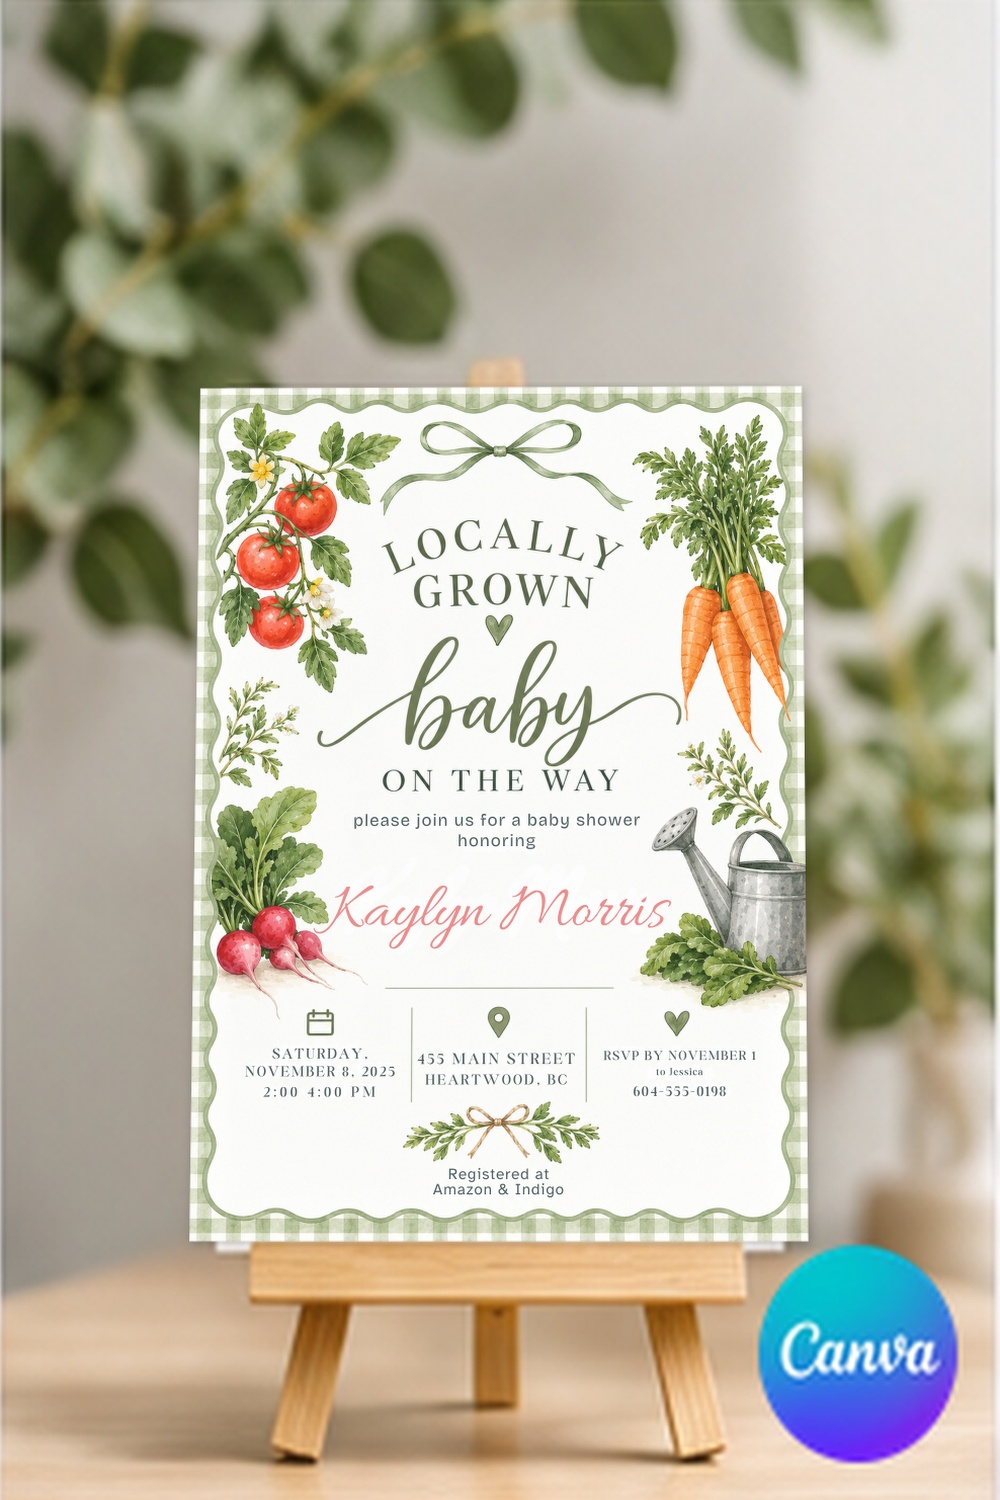 LOCALLY
GROWN
baby
ON THE WAY
please join us for a baby shower
honoring
Kaylyn Morris
SATURDAY,
NOVEMBER 8, 2025
2:00 4:00 PM
455 MAIN STREET
HEARTWOOD, BC
RSVP BY NOVEMBER 1
to Jessica
604-555-0198
Registered at
Amazon & Indigo
Canva